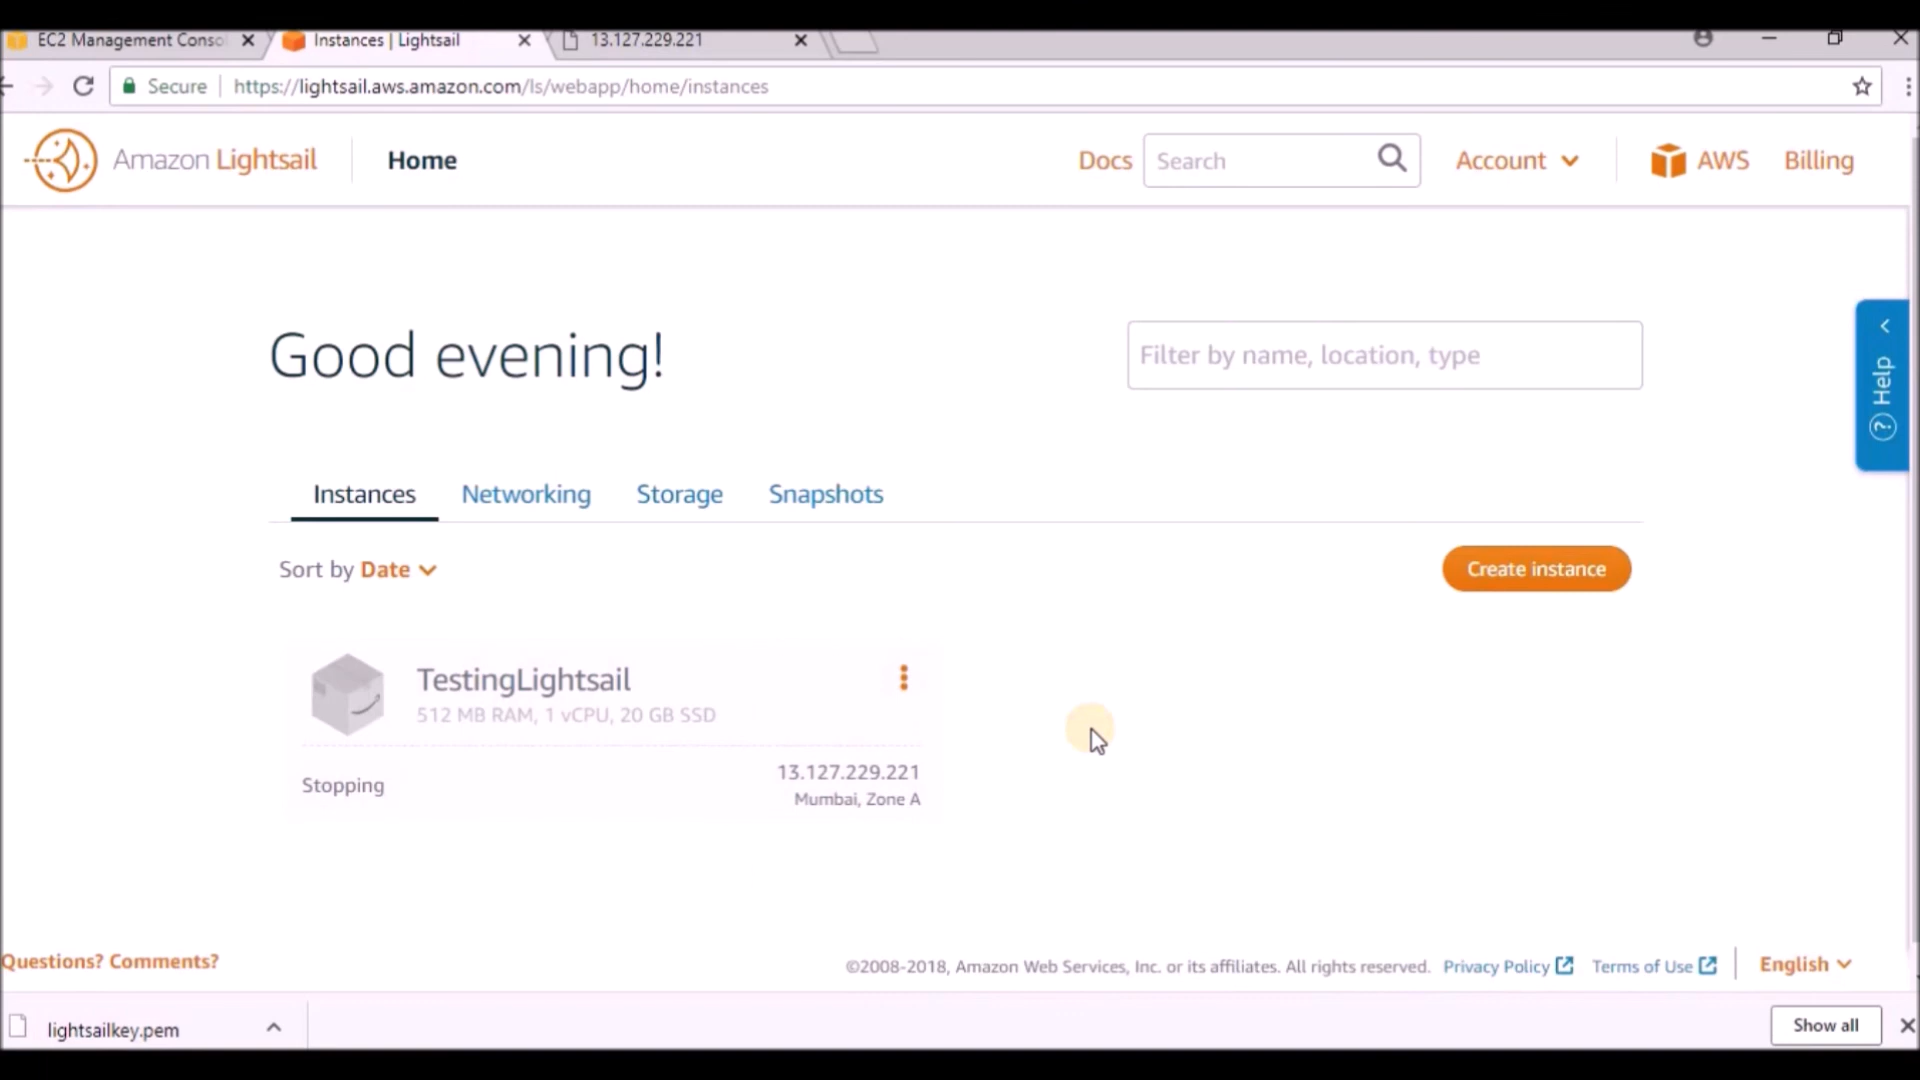 EC2 Management Conso
Instances | Lightsail
13.127.229.221
Secure
https://lightsail.aws.amazon.com/ls/webapp/home/instances
Amazon Lightsail
Home
Docs
Search
Account
AWS
Billing
Good evening!
Filter by name, location, type
Help
Instances
Networking
Storage
Snapshots
Sort by Date
Create instance
TestingLightsail
512 MB RAM, 1 vCPU, 20 GB SSD
Stopping
13.127.229.221
Mumbai, Zone A
Questions? Comments?
©2008-2018, Amazon Web Services, Inc. or its affiliates. All rights reserved.
Privacy Policy
Terms of Use
English
lightsailkey.pem
Show all